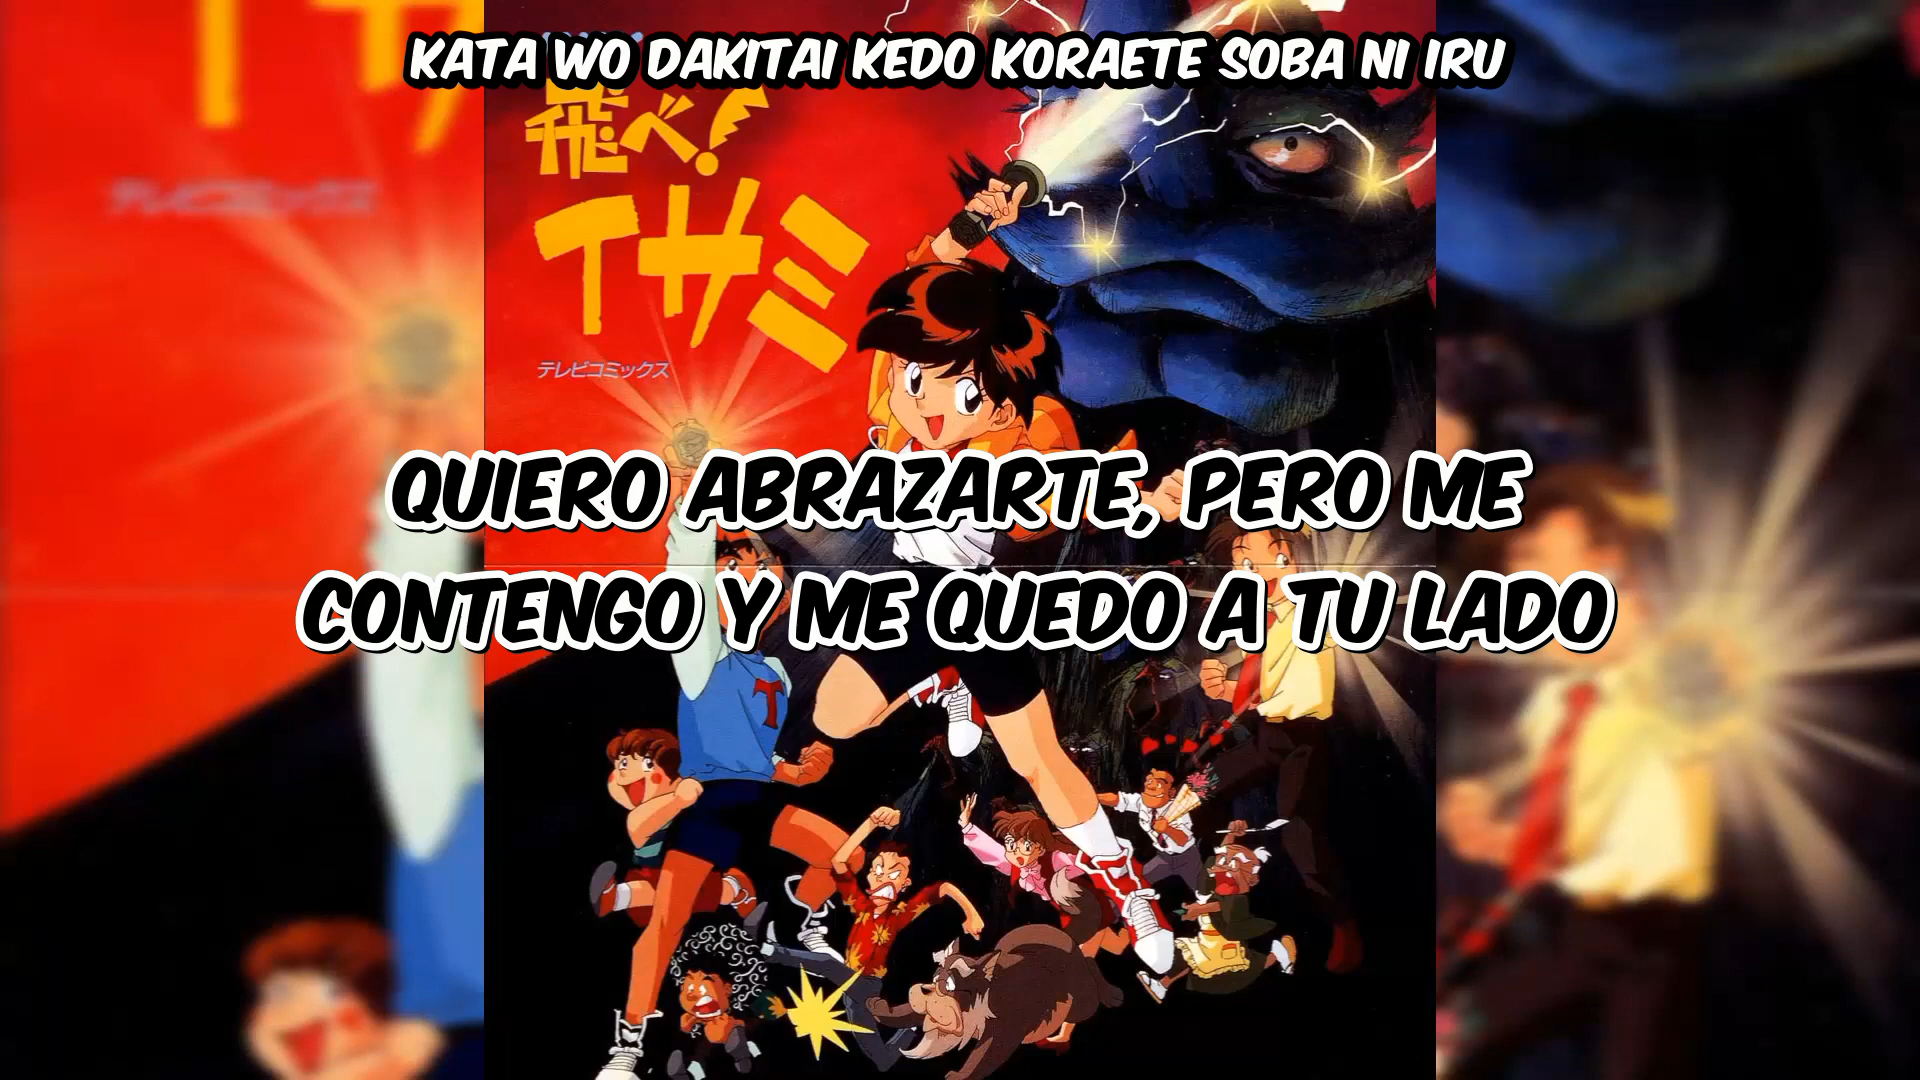 KATA WO DAKITAI KEDO KORAETE SOBA NI IRU
飛べ!
イサミ
テレビコミックス
QUIERO ABRAZARTE, PERO ME
CONTENGO Y ME QUEDO A TU LADO
T